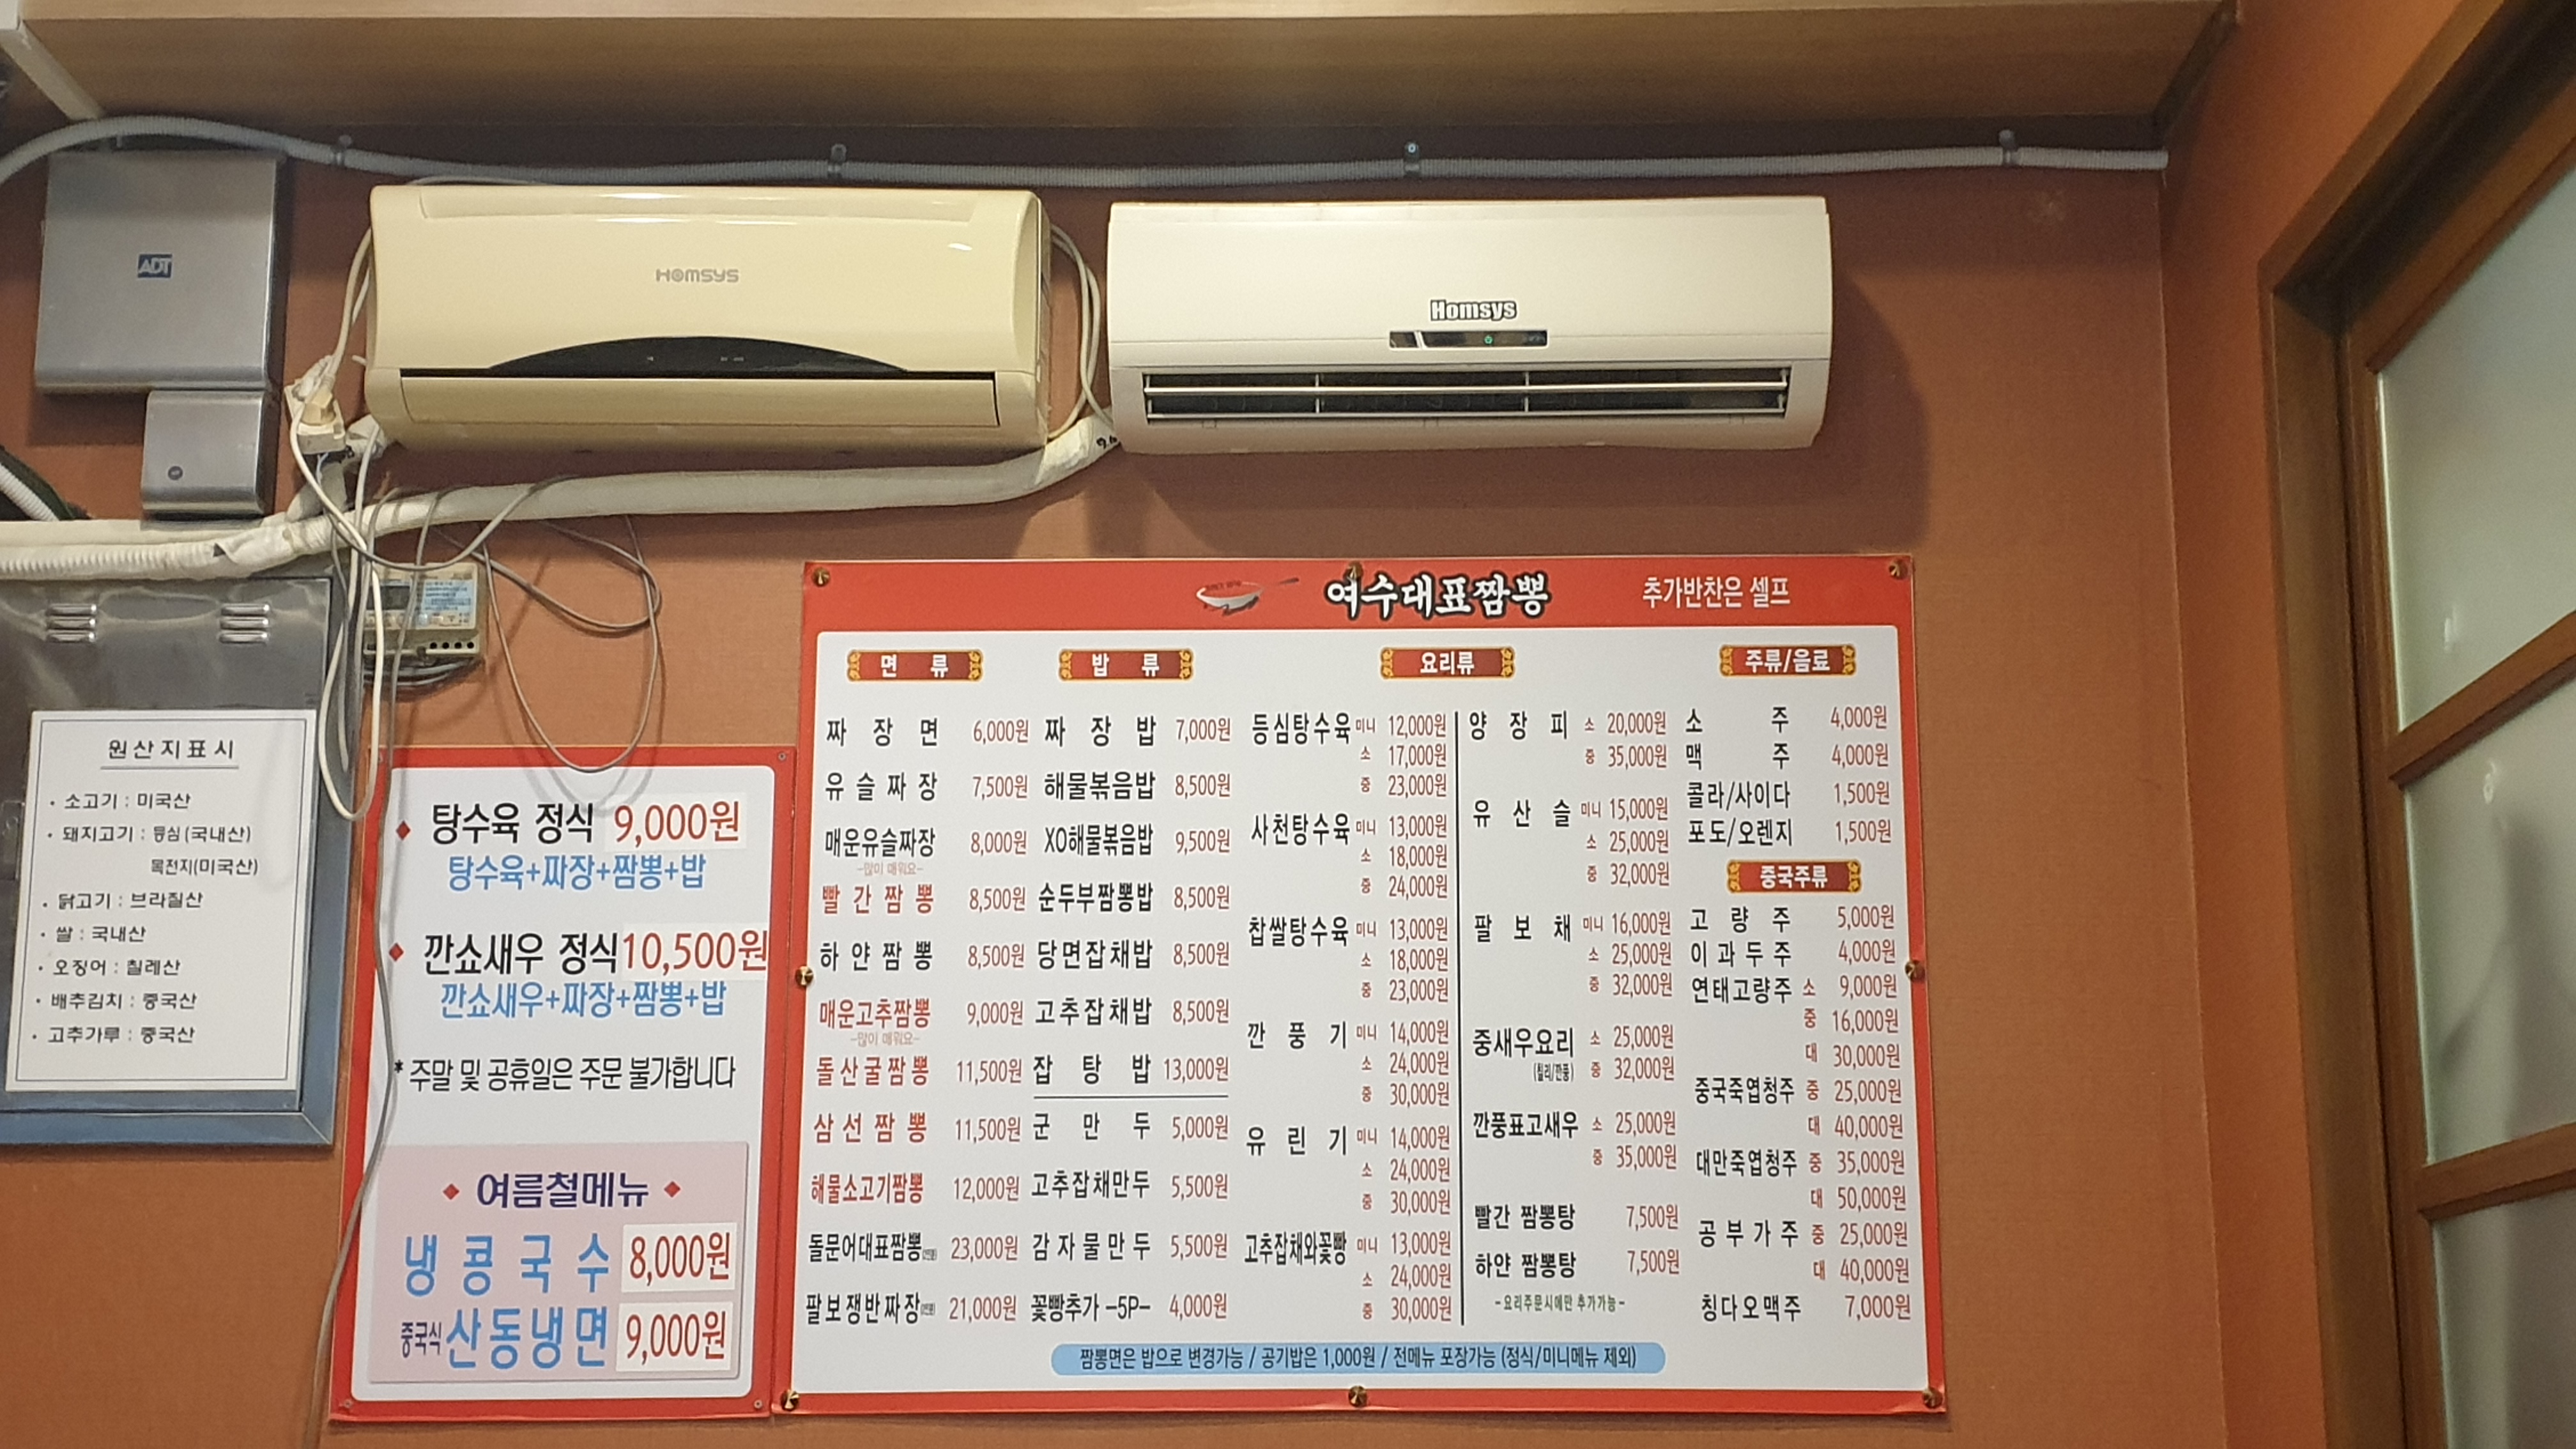 ADT
HOMSYS
Homsys
원산지표시
• 소고기 : 미국산
• 돼지고기 : 등심(국내산)
목전지(미국산)
• 닭고기 : 브라질산
• 쌀 : 국내산
• 오징어 : 칠레산
• 배추김치 : 중국산
• 고추가루 : 중국산
탕수육 정식 9,000원
탕수육+짜장+짬뽕+밥
깐쇼새우 정식 10,500원
깐쇼새우+짜장+짬뽕+밥
* 주말 및 공휴일은 주문 불가합니다
여름철메뉴
냉콩국수 8,000원
중국식 산동냉면 9,000원
여수대표짬뽕 추가반찬은 셀프
면 류
짜장면 6,000원
유슬짜장 7,500원
매운유슬짜장 8,000원
-많이 매워요-
빨간짬뽕 8,500원
하얀짬뽕 8,500원
매운고추짬뽕 9,000원
-많이 매워요-
돌산굴짬뽕 11,500원
삼선짬뽕 11,500원
해물소고기짬뽕 12,000원
돌문어대표짬뽕 23,000원
팔보쟁반짜장 21,000원
밥 류
짜장밥 7,000원
해물볶음밥 8,500원
XO해물볶음밥 9,500원
순두부짬뽕밥 8,500원
당면잡채밥 8,500원
고추잡채밥 8,500원
잡탕밥 13,000원
군만두 5,000원
고추잡채만두 5,500원
감자물만두 5,500원
꽃빵추가 -5P- 4,000원
요리류
등심탕수육 미니 12,000원
소 17,000원
중 23,000원
사천탕수육 미니 13,000원
소 18,000원
중 24,000원
찹쌀탕수육 미니 13,000원
소 18,000원
중 23,000원
깐풍기 미니 14,000원
소 24,000원
중 30,000원
유린기 미니 14,000원
소 24,000원
중 30,000원
고추잡채와꽃빵 미니 13,000원
소 24,000원
중 30,000원
양장피 소 20,000원
중 35,000원
유산슬 미니 15,000원
소 25,000원
중 32,000원
팔보채 미니 16,000원
소 25,000원
중 32,000원
중새우요리 소 25,000원
(칠리/깐풍) 중 32,000원
깐풍표고새우 소 25,000원
중 35,000원
빨간 짬뽕탕 7,500원
하얀 짬뽕탕 7,500원
-요리주문시에만 추가가능-
주류/음료
소주 4,000원
맥주 4,000원
콜라/사이다 1,500원
포도/오렌지 1,500원
중국주류
고량주 5,000원
이과두주 4,000원
연태고량주 소 9,000원
중 16,000원
대 30,000원
중국죽엽청주 중 25,000원
대 40,000원
대만죽엽청주 중 35,000원
대 50,000원
공부가주 중 25,000원
대 40,000원
칭다오맥주 7,000원
짬뽕면은 밥으로 변경가능 / 공기밥은 1,000원 / 전메뉴 포장가능 (정식/미니메뉴 제외)